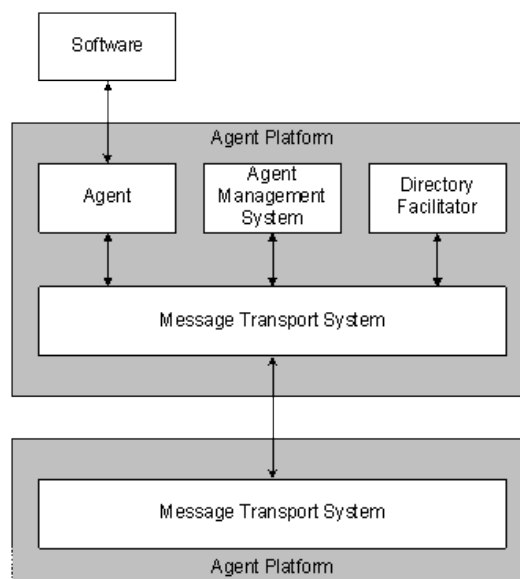 Software
Agent Platform
Agent
Agent
Management
System
Directory
Facilitator
Message Transport System
Message Transport System
Agent Platform